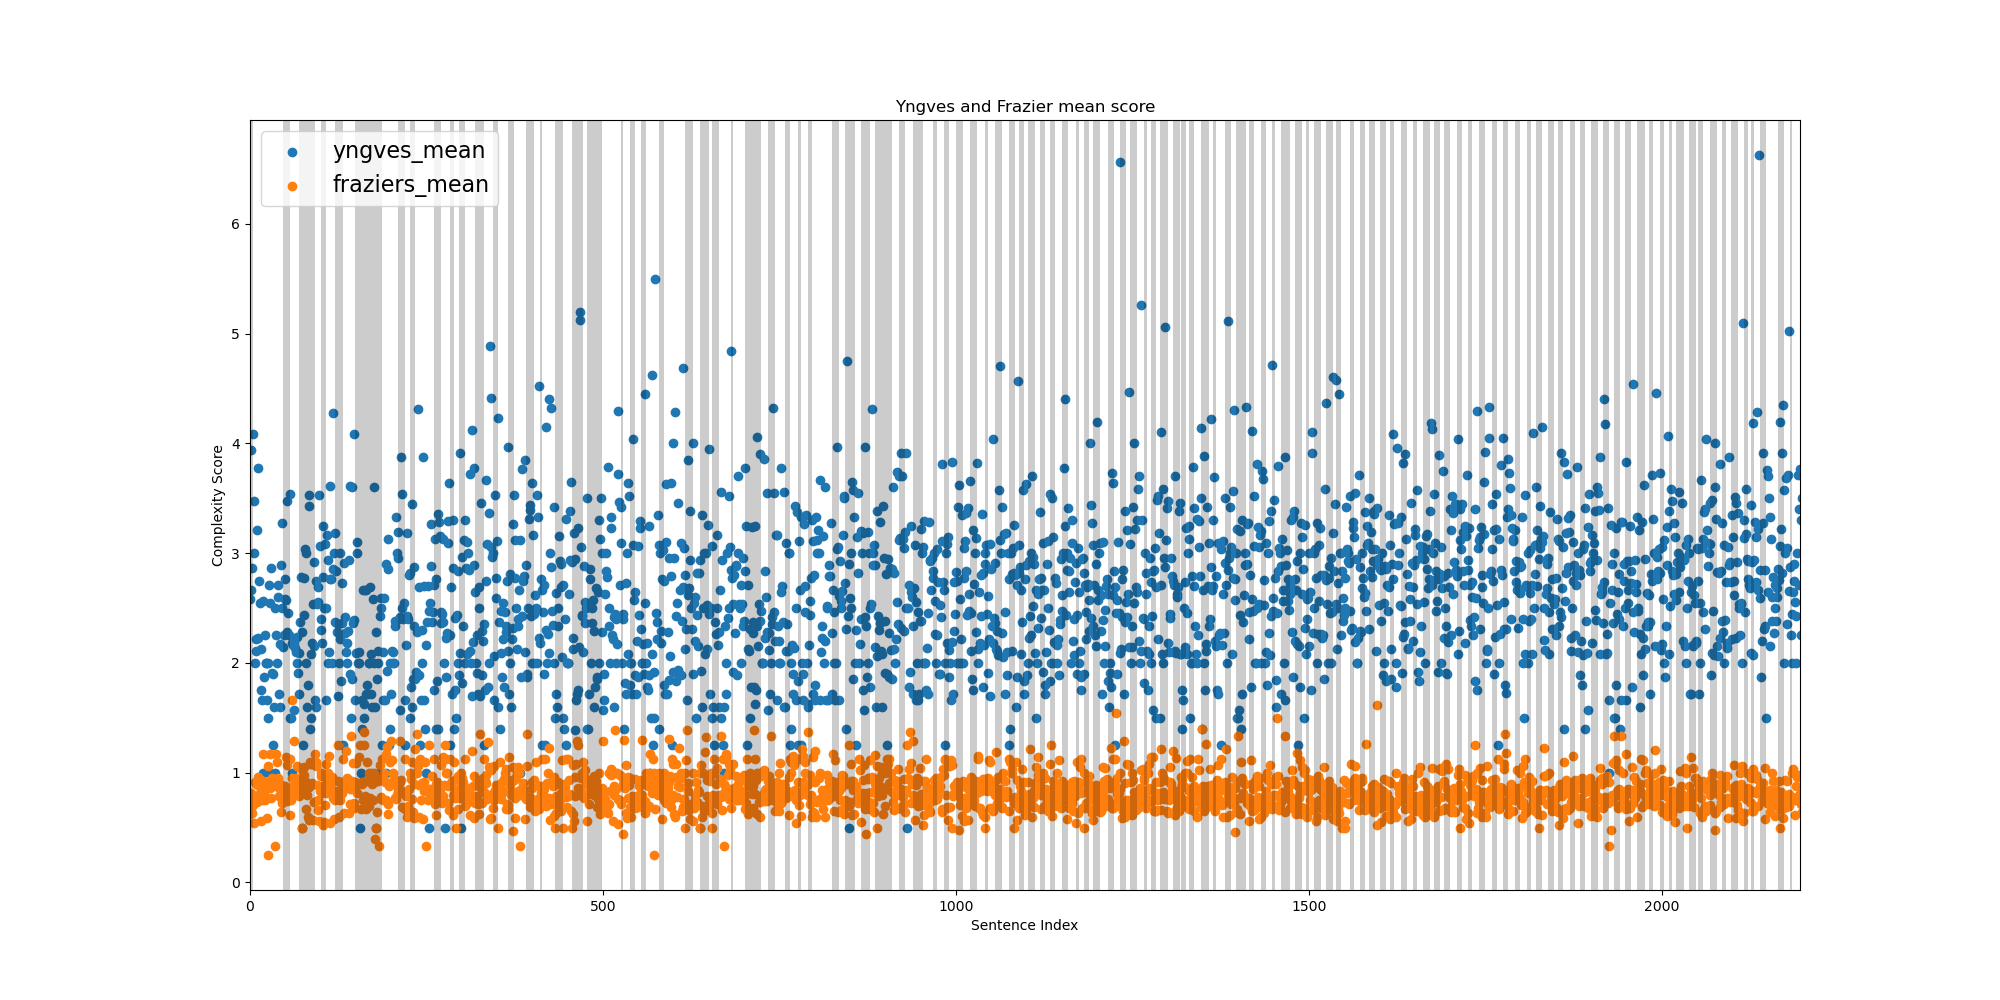 Yngves and Frazier mean score
yngves_mean
fraziers_mean
Complexity Score
6
5
4
3
2
1
0
0 500 1000 1500 2000
Sentence Index